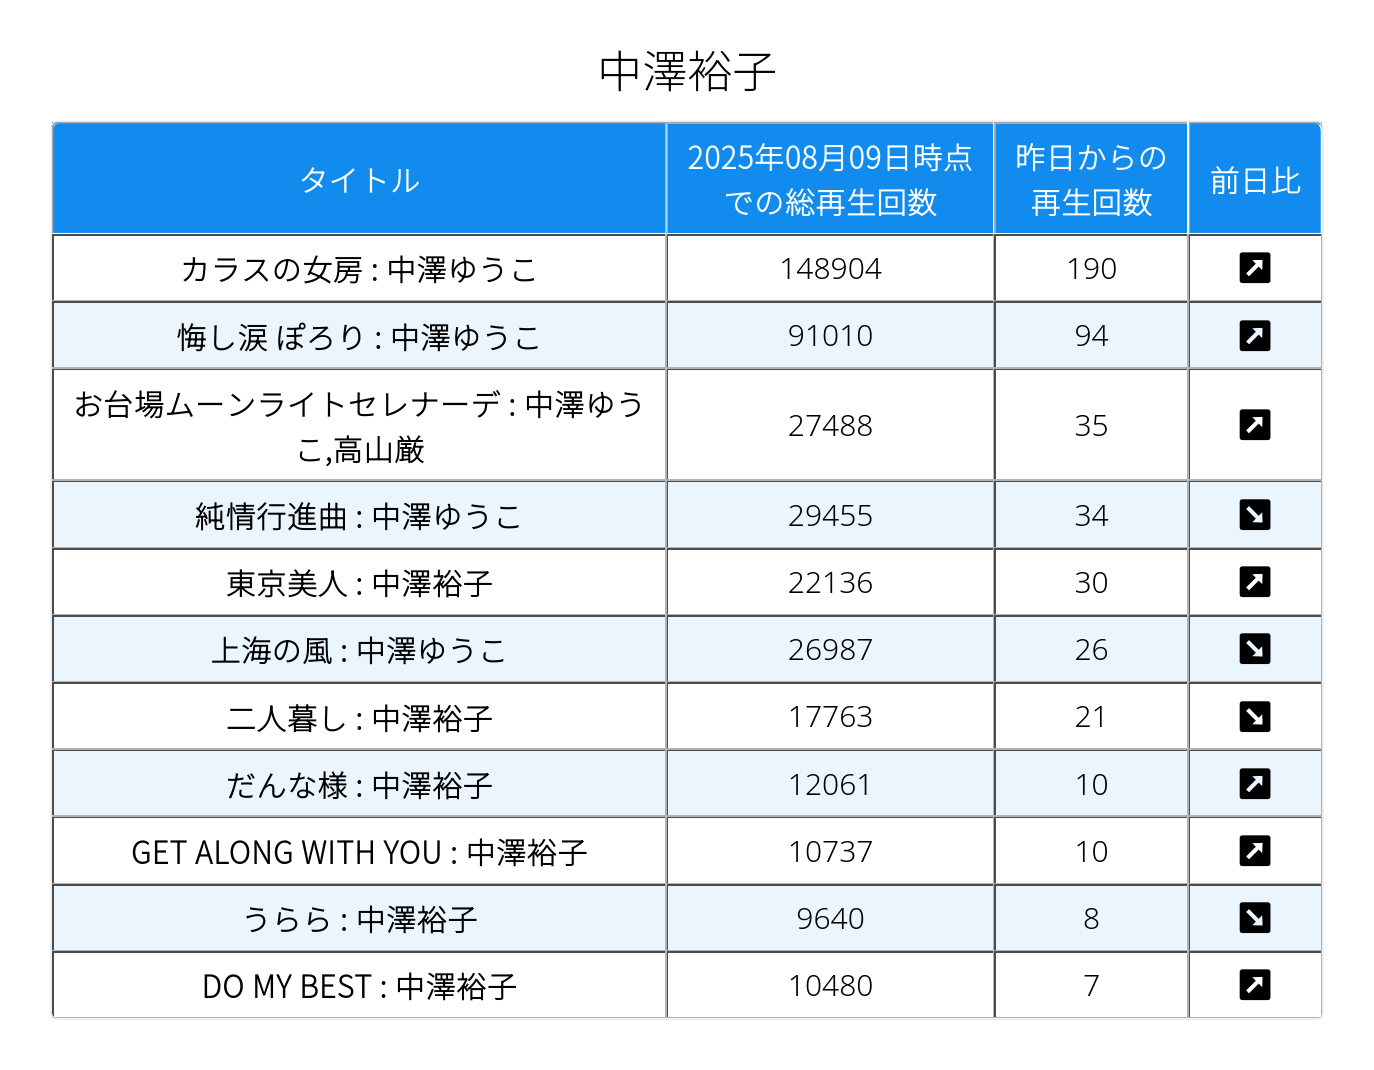 中澤裕子
タイトル
2025年08月09日時点
での総再生回数
昨日からの
再生回数
前日比
カラスの女房 : 中澤ゆうこ
148904
190
悔し涙 ぽろり : 中澤ゆうこ
91010
94
お台場ムーンライトセレナーデ : 中澤ゆう
こ,高山厳
27488
35
純情行進曲 : 中澤ゆうこ
29455
34
東京美人 : 中澤裕子
22136
30
上海の風 : 中澤ゆうこ
26987
26
二人暮し : 中澤裕子
17763
21
だんな様 : 中澤裕子
12061
10
GET ALONG WITH YOU : 中澤裕子
10737
10
うらら : 中澤裕子
9640
8
DO MY BEST : 中澤裕子
10480
7